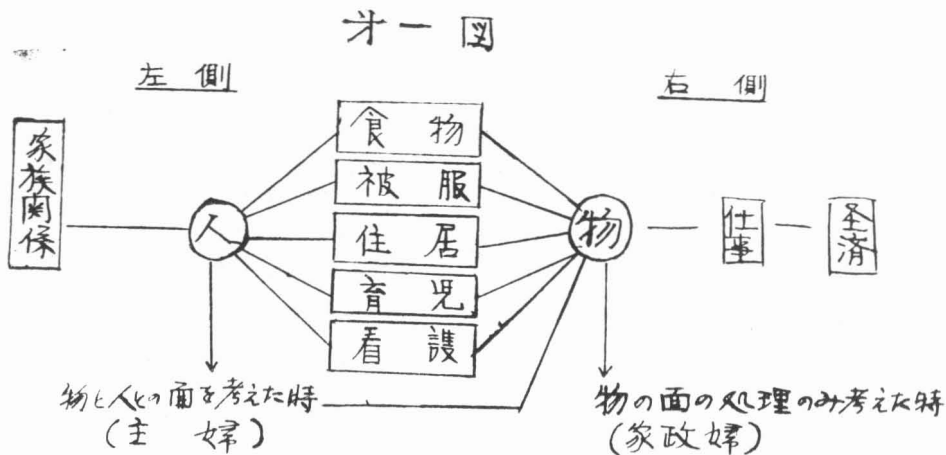 才一図
左側
右側
家族関係
人
食物
被服
住居
育児
看護
物
仕事
圣済
物と人との面を考えた時
(主婦)
物の面の処理のみ考えた時
(家政婦)